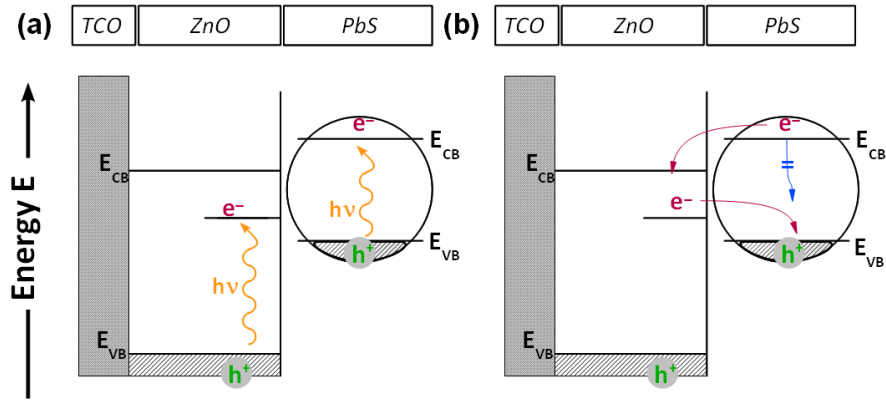 (a) TCO ZnO PbS (b) TCO ZnO PbS
e⁻ e⁻
E_CB E_CB E_CB E_CB
e⁻ hν e⁻
Energy E
E_VB E_VB
h⁺ h⁺
hν
E_VB E_VB
h⁺ h⁺